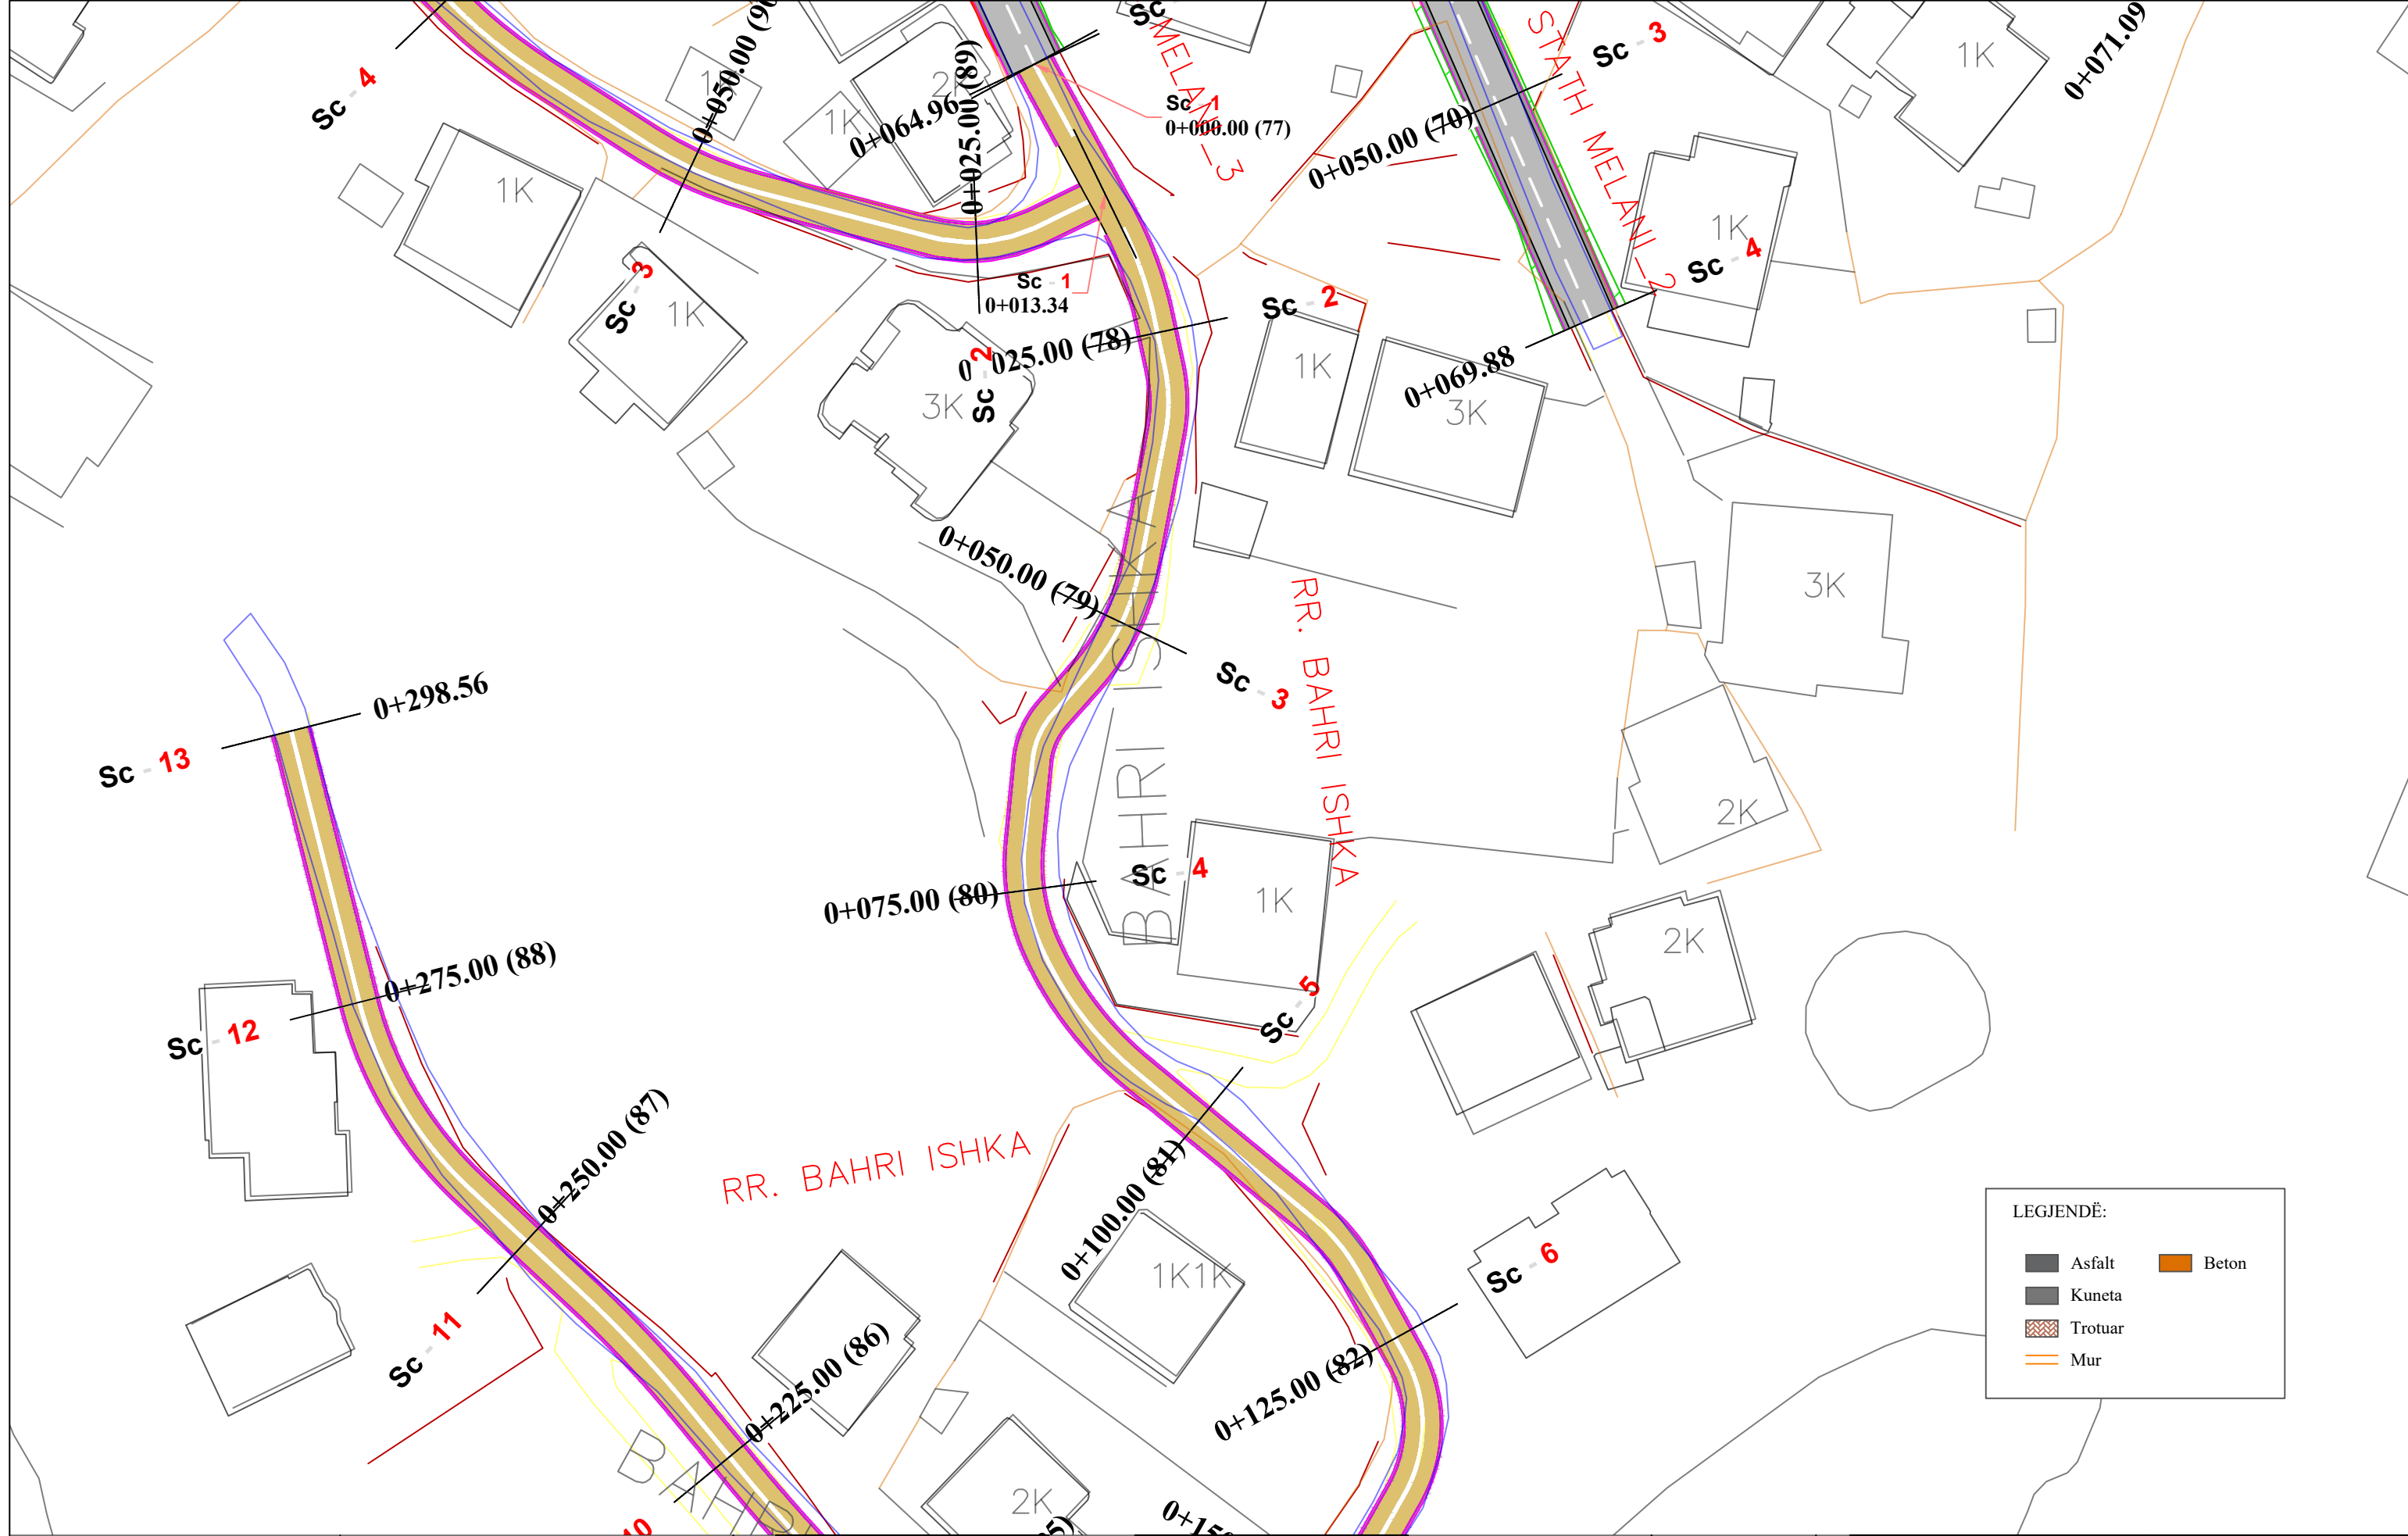 Sc - 4
0+050.00 (90
1K
2K
1K
0+064.96
0+025.00 (89)
Sc -
MELANI_3
Sc - 1
0+000.00 (77)
STATH MELANI_2
Sc - 3
0+050.00 (70)
1K
0+071.09
1K
1K
Sc - 4
Sc - 3
1K
Sc - 1
0+013.34
Sc - 2
1K
0+025.00 (78)
Sc - 2
3K
0+069.88
3K
0+050.00 (79)
BAHRI ISHKA
RR. BAHRI ISHKA
3K
Sc - 3
0+298.56
Sc - 13
2K
Sc - 4
0+075.00 (80)
1K
2K
0+275.00 (88)
Sc - 12
Sc - 5
0+250.00 (87)
RR. BAHRI ISHKA
0+100.00 (81)
1K1K
Sc - 6
Sc - 11
0+225.00 (86)
0+125.00 (82)
BAHRI
2K
10
LEGJENDË:
Asfalt
Beton
Kuneta
Trotuar
Mur